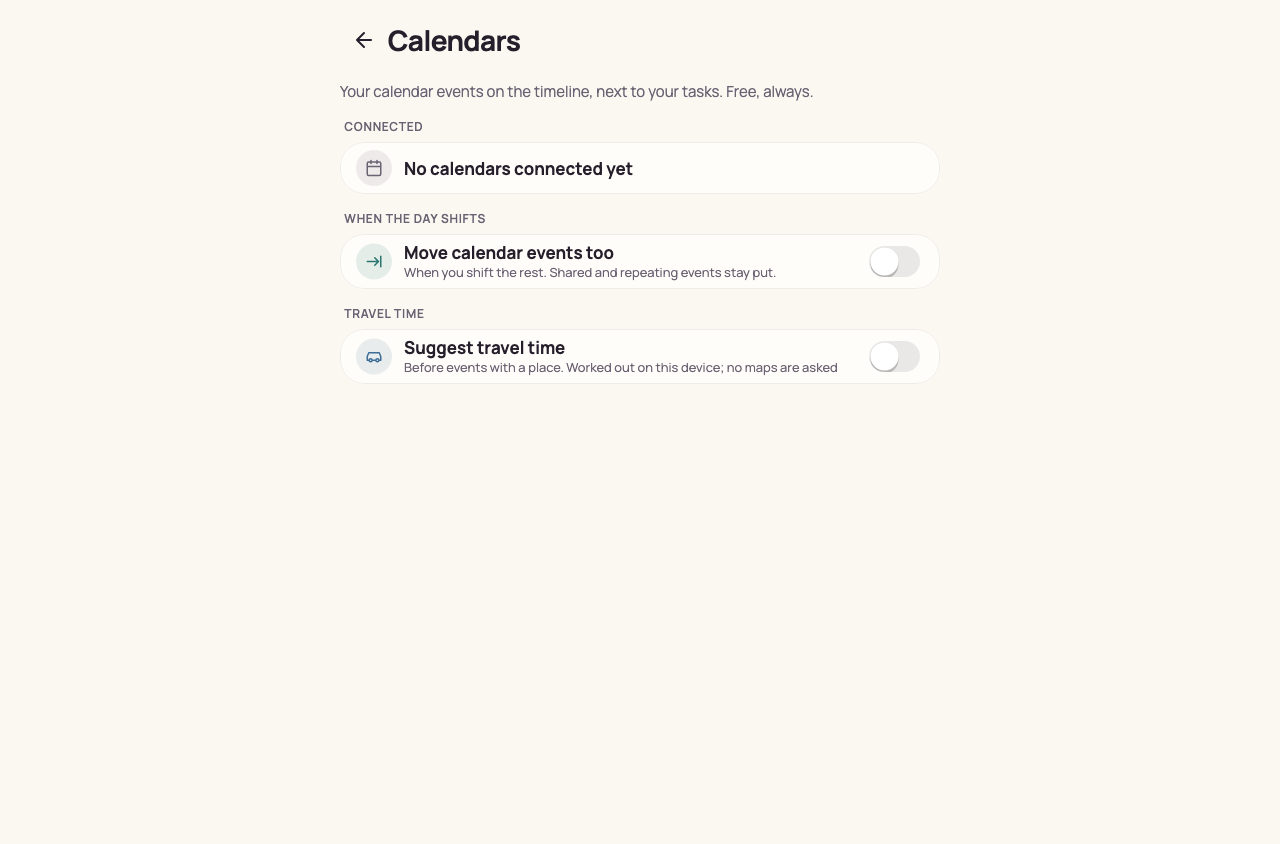 Calendars
Your calendar events on the timeline, next to your tasks. Free, always.
CONNECTED
No calendars connected yet
WHEN THE DAY SHIFTS
Move calendar events too
When you shift the rest. Shared and repeating events stay put.
TRAVEL TIME
Suggest travel time
Before events with a place. Worked out on this device; no maps are asked